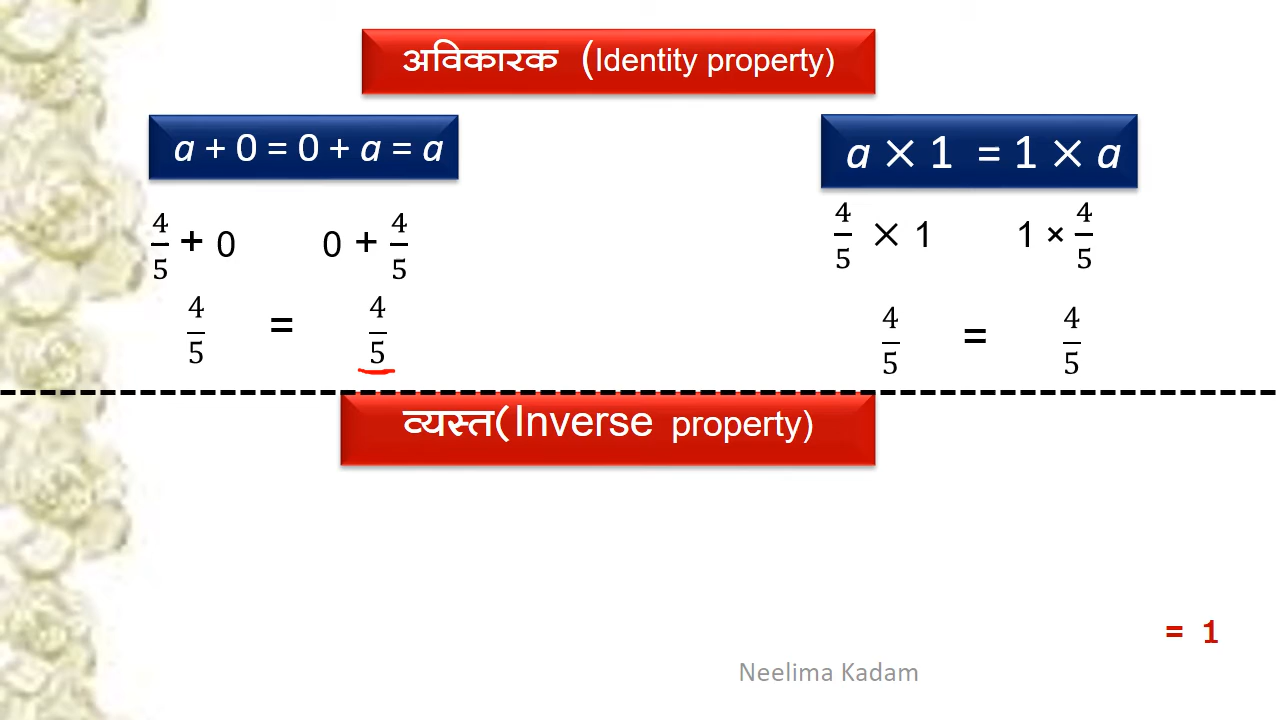 अविकारक (Identity property)
a + 0 = 0 + a = a
a × 1 = 1 × a
4/5 + 0 0 + 4/5
4/5 × 1 1 × 4/5
4/5 = 4/5
4/5 = 4/5
व्यस्त(Inverse property)
= 1
Neelima Kadam